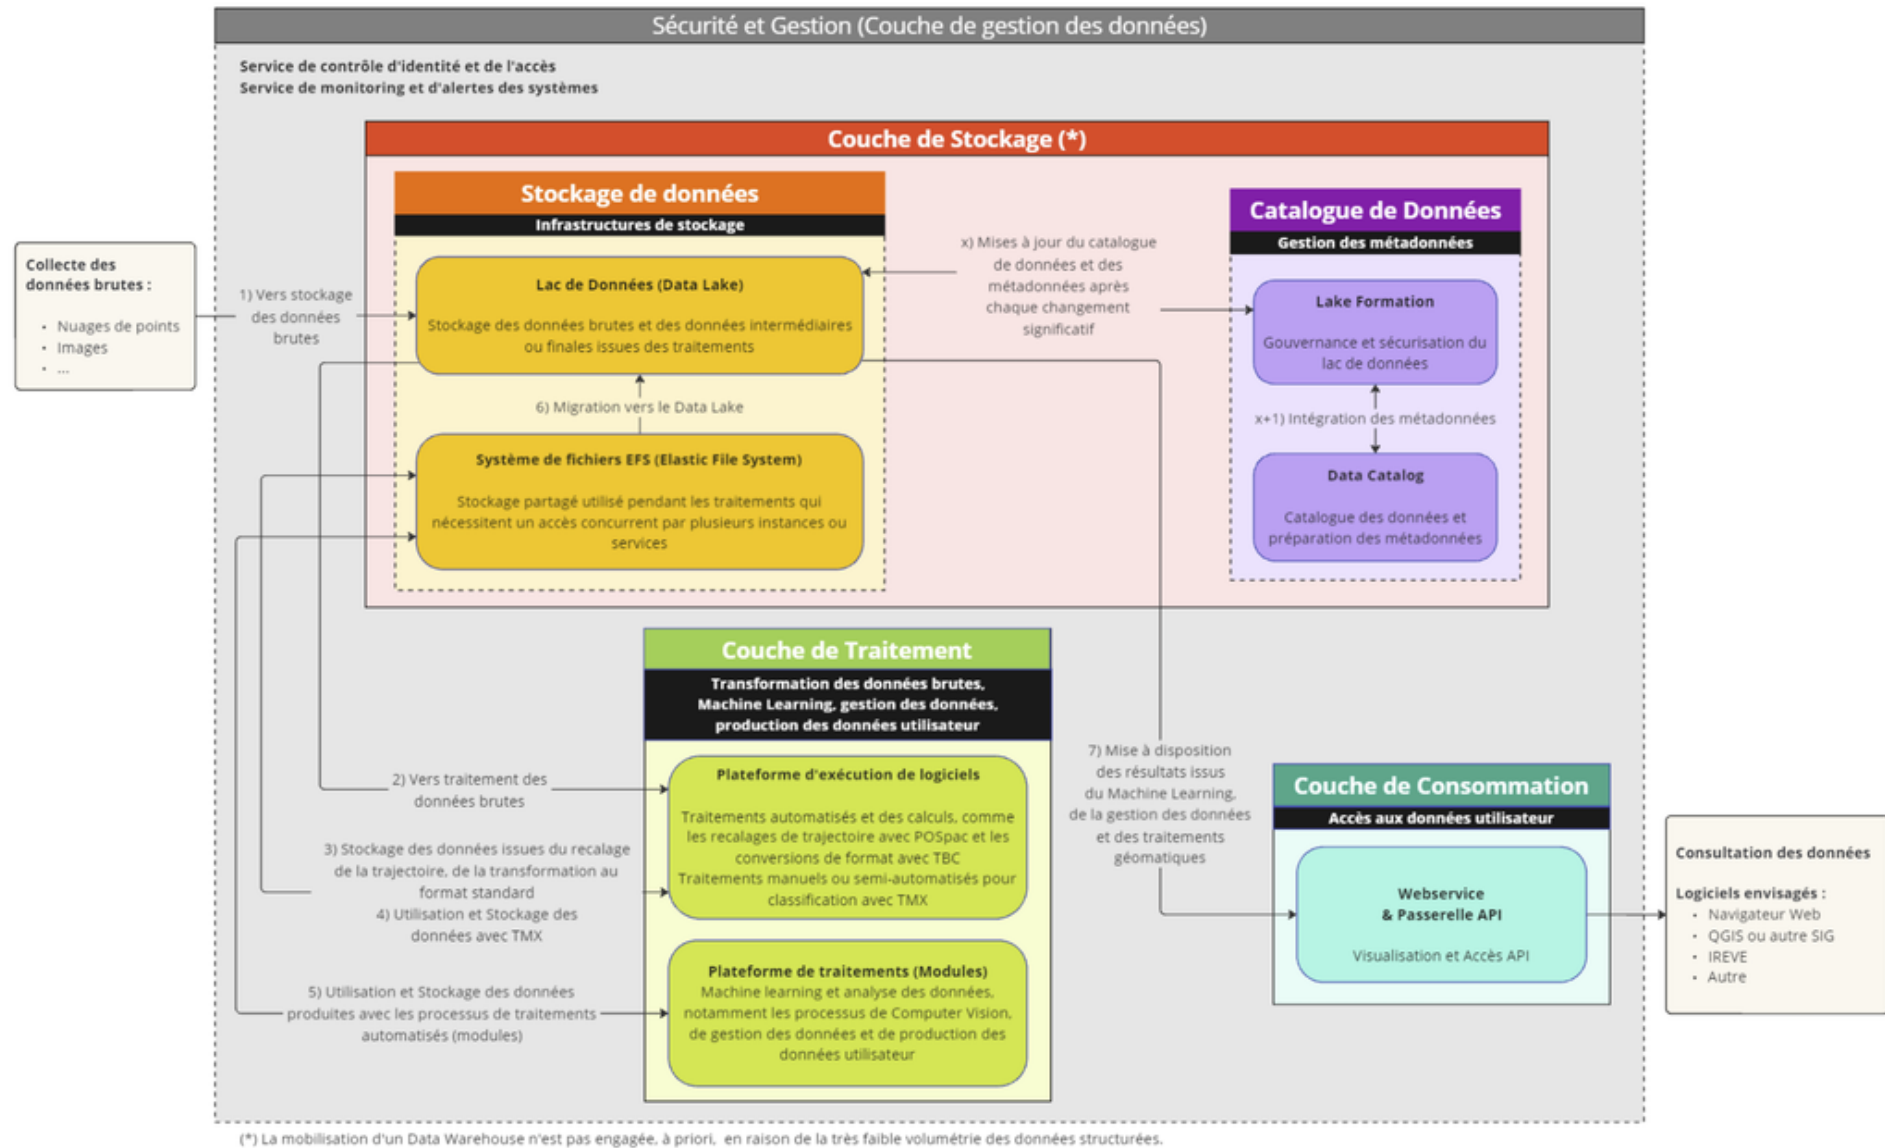 Sécurité et Gestion (Couche de gestion des données)
Service de contrôle d'identité et de l'accès
Service de monitoring et d'alertes des systèmes
Couche de Stockage (*)
Stockage de données
Infrastructures de stockage
Lac de Données (Data Lake)
Stockage des données brutes et des données intermédiaires
ou finales issues des traitements
6) Migration vers le Data Lake
Système de fichiers EFS (Elastic File System)
Stockage partagé utilisé pendant les traitements qui
nécessitent un accès concurrent par plusieurs instances ou
services
x) Mises à jour du catalogue
de données et des
métadonnées après
chaque changement
significatif
Catalogue de Données
Gestion des métadonnées
Lake Formation
Gouvernance et sécurisation du
lac de données
x+1) Intégration des métadonnées
Data Catalog
Catalogue des données et
préparation des métadonnées
Collecte des
données brutes :
• Nuages de points
• Images
• ...
1) Vers stockage
des données
brutes
Couche de Traitement
Transformation des données brutes,
Machine Learning, gestion des données,
production des données utilisateur
Plateforme d'exécution de logiciels
Traitements automatisés et des calculs, comme
les recalages de trajectoire avec POSpac et les
conversions de format avec TBC
Traitements manuels ou semi-automatisés pour
classification avec TMX
Plateforme de traitements (Modules)
Machine learning et analyse des données,
notamment les processus de Computer Vision,
de gestion des données et de production des
données utilisateur
2) Vers traitement des
données brutes
3) Stockage des données issues du recalage
de la trajectoire, de la transformation au
format standard
4) Utilisation et Stockage des
données avec TMX
5) Utilisation et Stockage des données
produites avec les processus de traitements
automatisés (modules)
7) Mise à disposition
des résultats issus
du Machine Learning,
de la gestion des données
et des traitements
géomatiques
Couche de Consommation
Accès aux données utilisateur
Webservice
& Passerelle API
Visualisation et Accès API
Consultation des données
Logiciels envisagés :
• Navigateur Web
• QGIS ou autre SIG
• IREVE
• Autre
(*) La mobilisation d'un Data Warehouse n'est pas engagée, à priori, en raison de la très faible volumétrie des données structurées.